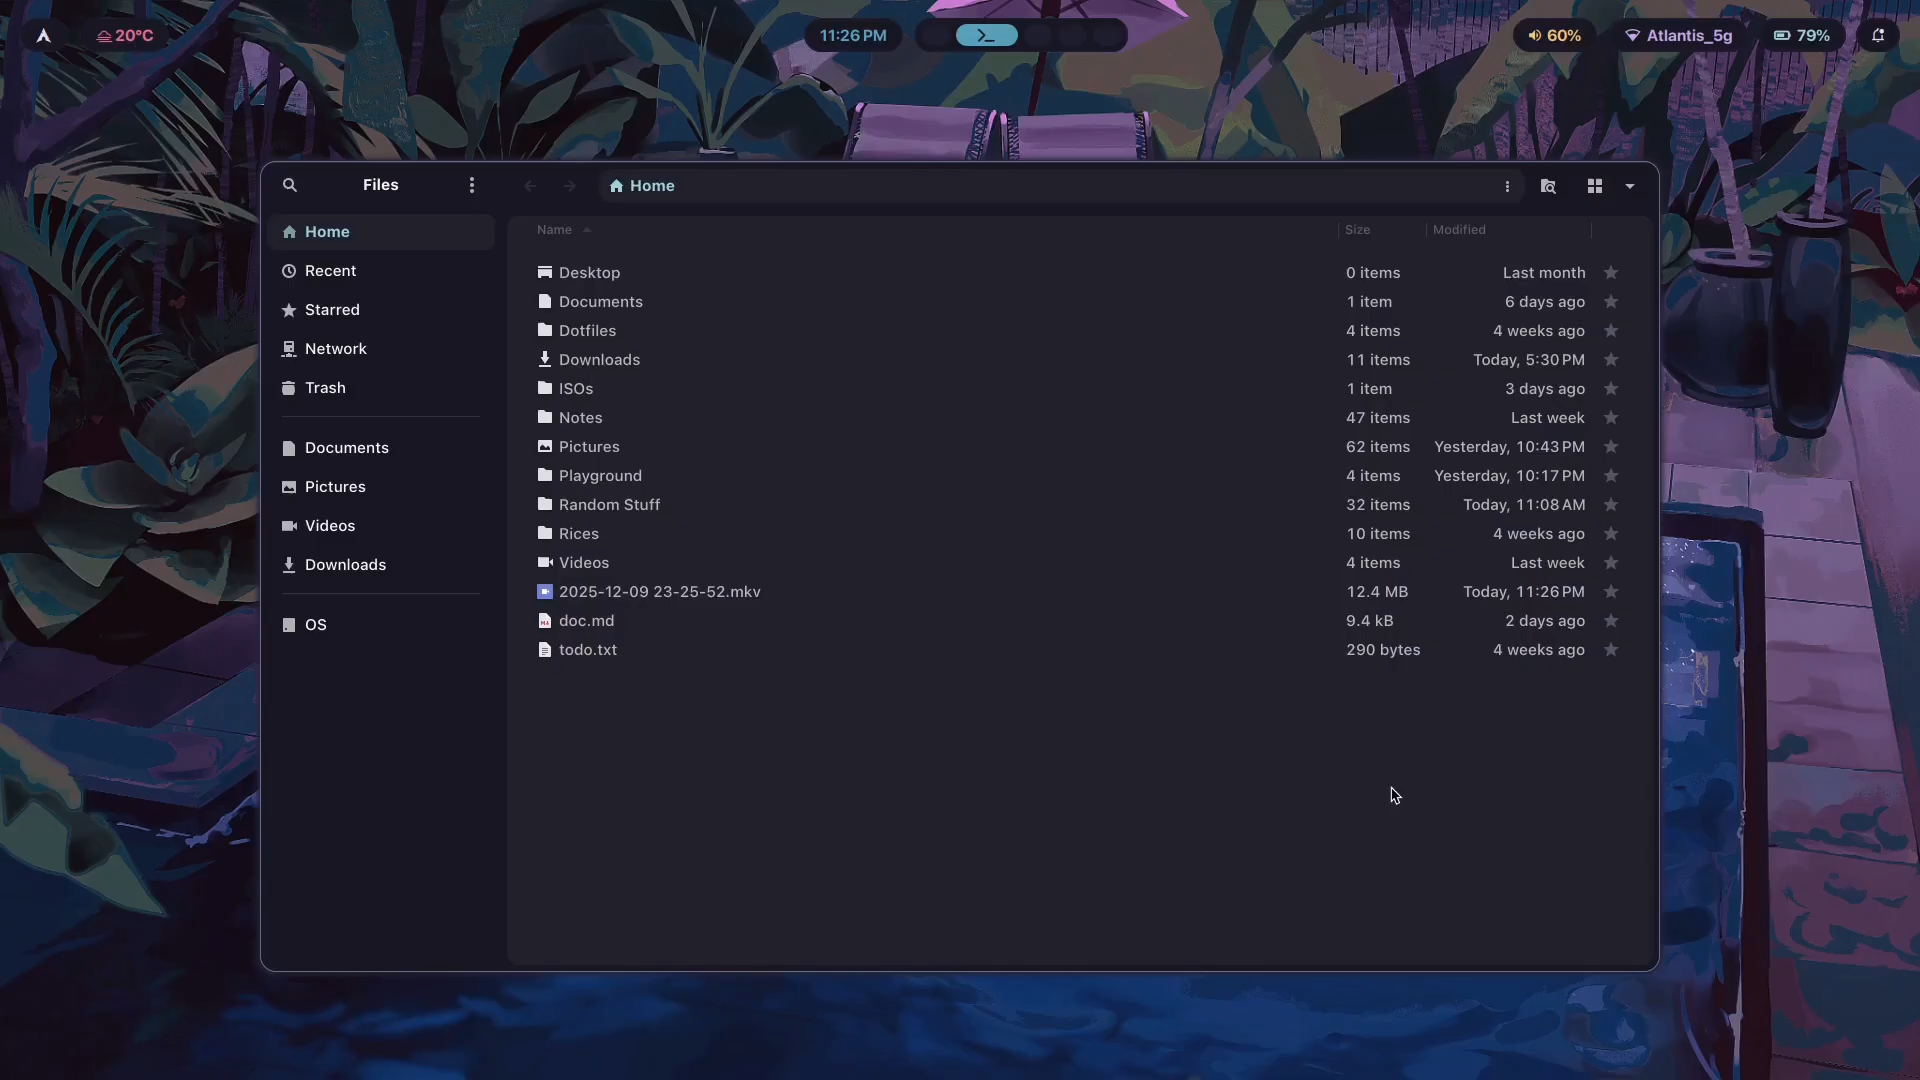 20°C
11:26 PM
60%
Atlantis_5g
79%
Files
Home
Name
Size
Modified
Home
Recent
Starred
Network
Trash
Documents
Pictures
Videos
Downloads
OS
Desktop 0 items Last month
Documents 1 item 6 days ago
Dotfiles 4 items 4 weeks ago
Downloads 11 items Today, 5:30 PM
ISOs 1 item 3 days ago
Notes 47 items Last week
Pictures 62 items Yesterday, 10:43 PM
Playground 4 items Yesterday, 10:17 PM
Random Stuff 32 items Today, 11:08 AM
Rices 10 items 4 weeks ago
Videos 4 items Last week
2025-12-09 23-25-52.mkv 12.4 MB Today, 11:26 PM
doc.md 9.4 kB 2 days ago
todo.txt 290 bytes 4 weeks ago